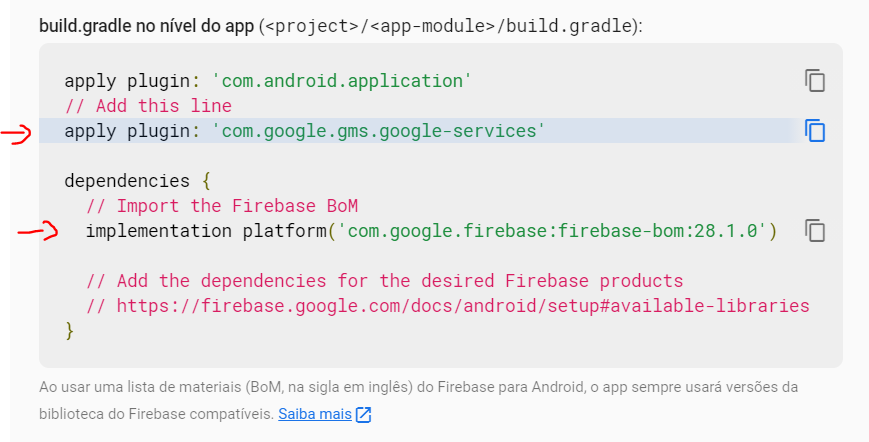 build.gradle no nível do app (<project>/<app-module>/build.gradle):
apply plugin: 'com.android.application'
// Add this line
apply plugin: 'com.google.gms.google-services'
dependencies {
// Import the Firebase BoM
implementation platform('com.google.firebase:firebase-bom:28.1.0')
// Add the dependencies for the desired Firebase products
// https://firebase.google.com/docs/android/setup#available-libraries
}
Ao usar uma lista de materiais (BoM, na sigla em inglês) do Firebase para Android, o app sempre usará versões da
biblioteca do Firebase compatíveis. Saiba mais